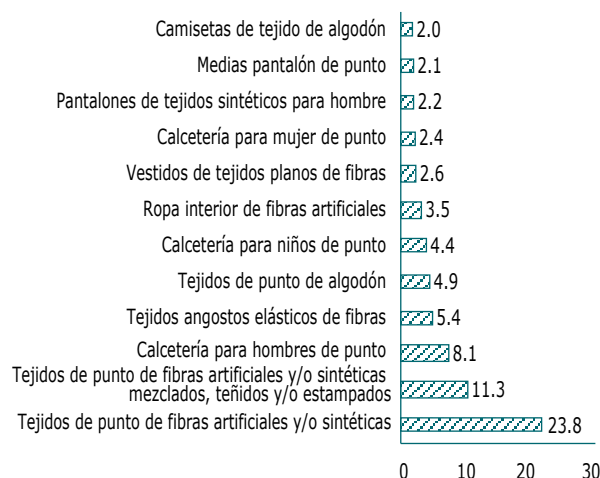 Camisetas de tejido de algodón 2.0
Medias pantalón de punto 2.1
Pantalones de tejidos sintéticos para hombre 2.2
Calcetería para mujer de punto 2.4
Vestidos de tejidos planos de fibras 2.6
Ropa interior de fibras artificiales 3.5
Calcetería para niños de punto 4.4
Tejidos de punto de algodón 4.9
Tejidos angostos elásticos de fibras 5.4
Calcetería para hombres de punto 8.1
Tejidos de punto de fibras artificiales y/o sintéticas
mezclados, teñidos y/o estampados 11.3
Tejidos de punto de fibras artificiales y/o sintéticas 23.8
0 10 20 30